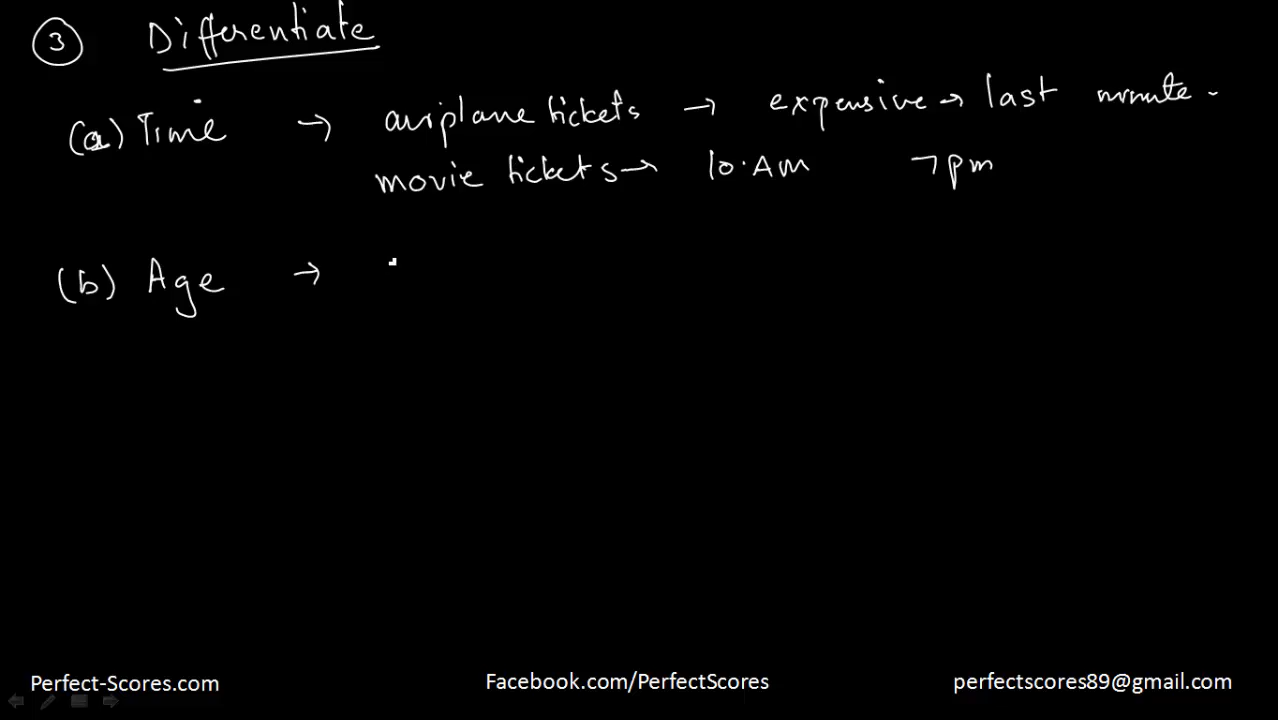 ③ Differentiate
(a) Time → airplane tickets → expensive → last minute.
movie tickets → 10.AM 7pm
(b) Age →
Perfect-Scores.com Facebook.com/PerfectScores perfectscores89@gmail.com